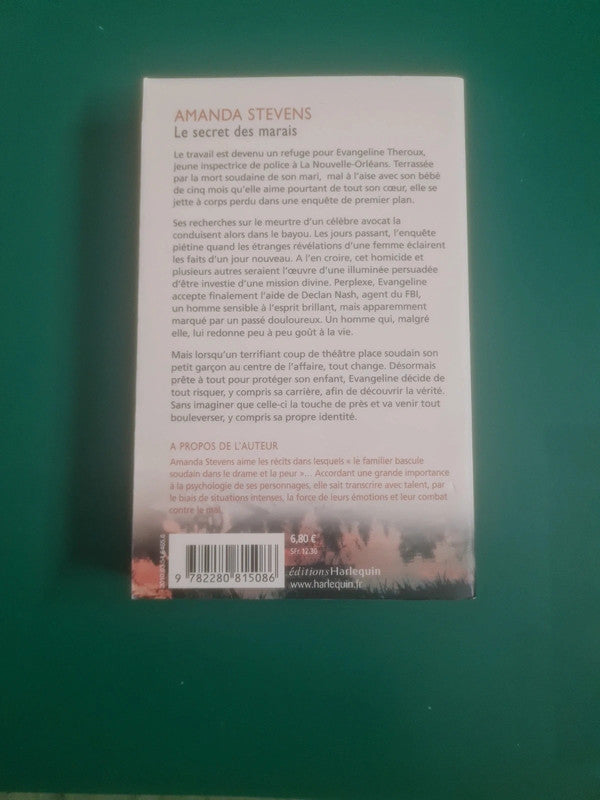 AMANDA STEVENS
Le secret des marais
Le travail est devenu un refuge pour Evangeline Theroux,
jeune inspectrice de police à La Nouvelle-Orléans. Terrassée
par la mort soudaine de son mari, mal à l'aise avec son bébé
de cinq mois qu'elle aime pourtant de tout son cœur, elle se
jette à corps perdu dans une enquête de premier plan.
Ses recherches sur le meurtre d'un célèbre avocat la
conduisent alors dans le bayou. Les jours passant, l'enquête
piétine quand les étranges révélations d'une femme éclairent
les faits d'un jour nouveau. A l'en croire, cet homicide et
plusieurs autres seraient l'œuvre d'une illuminée persuadée
d'être investie d'une mission divine. Perplexe, Evangeline
accepte finalement l'aide de Declan Nash, agent du FBI,
un homme sensible à l'esprit brillant, mais apparemment
marqué par un passé douloureux. Un homme qui, malgré
elle, lui redonne peu à peu goût à la vie.
Mais lorsqu'un terrifiant coup de théâtre place soudain son
petit garçon au centre de l'affaire, tout change. Désormais
prête à tout pour protéger son enfant, Evangeline décide de
tout risquer, y compris sa carrière, afin de découvrir la vérité.
Sans imaginer que celle-ci la touche de près et va venir tout
bouleverser, y compris sa propre identité.
A PROPOS DE L'AUTEUR
Amanda Stevens aime les récits dans lesquels « le familier bascule
soudain dans le drame et la peur »... Accordant une grande importance
à la psychologie de ses personnages, elle sait transcrire avec talent, par
le biais de situations intenses, la force de leurs émotions et leur combat
contre le mal.
6,80 €
SFr. 12.30
9 782280 815086
éditionsHarlequin
www.harlequin.fr